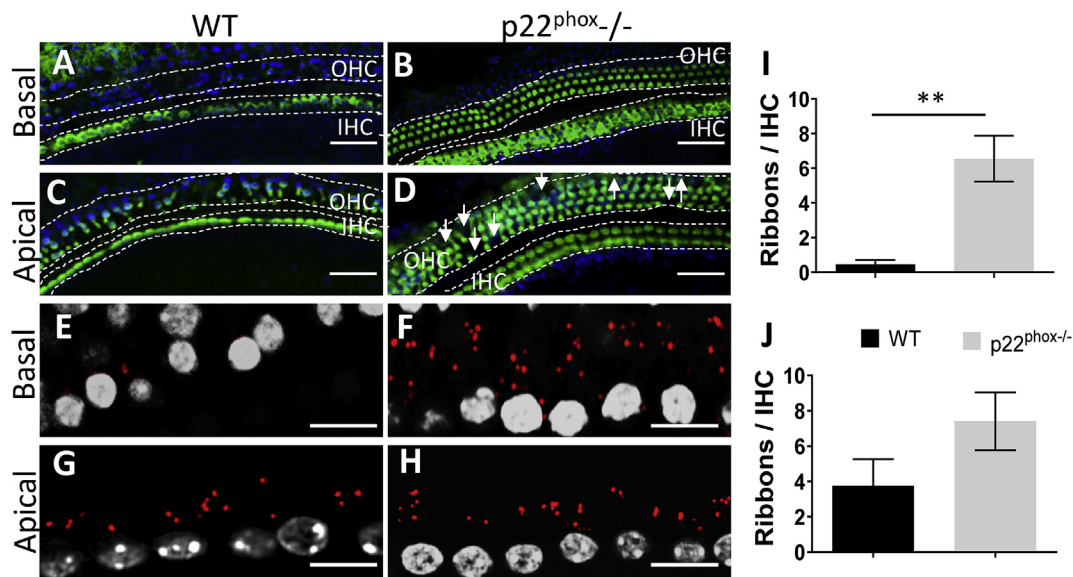 WT
p22phox-/-
Basal
A
OHC
IHC
B
OHC
IHC
Apical
C
OHC
IHC
D
OHC
IHC
Basal
E
F
Apical
G
H
I
Ribbons / IHC
10
8
6
4
2
0
**
J
WT
p22phox-/-
Ribbons / IHC
10
8
6
4
2
0